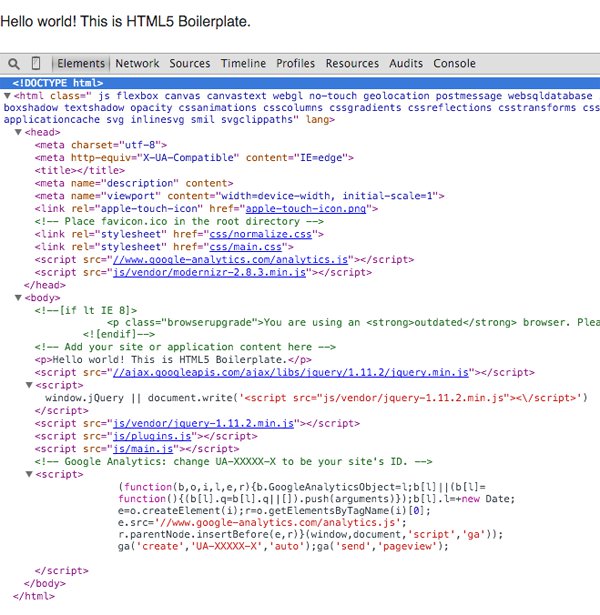 Hello world! This is HTML5 Boilerplate.
Elements Network Sources Timeline Profiles Resources Audits Console
<!DOCTYPE html>
<html class=" js flexbox canvas canvastext webgl no-touch geolocation postmessage websqldatabase
boxshadow textshadow opacity cssanimations csscolumns cssgradients cssreflections csstransforms css
applicationcache svg inlinesvg smil svgclippaths" lang>
<head>
<meta charset="utf-8">
<meta http-equiv="X-UA-Compatible" content="IE=edge">
<title></title>
<meta name="description" content>
<meta name="viewport" content="width=device-width, initial-scale=1">
<link rel="apple-touch-icon" href="apple-touch-icon.png">
<!-- Place favicon.ico in the root directory -->
<link rel="stylesheet" href="css/normalize.css">
<link rel="stylesheet" href="css/main.css">
<script src="//www.google-analytics.com/analytics.js"></script>
<script src="js/vendor/modernizr-2.8.3.min.js"></script>
</head>
<body>
<!--[if lt IE 8]>
<p class="browserupgrade">You are using an <strong>outdated</strong> browser. Plea
<![endif]-->
<!-- Add your site or application content here -->
<p>Hello world! This is HTML5 Boilerplate.</p>
<script src="//ajax.googleapis.com/ajax/libs/jquery/1.11.2/jquery.min.js"></script>
<script>
window.jQuery || document.write('<script src="js/vendor/jquery-1.11.2.min.js"><\/script>')
</script>
<script src="js/vendor/jquery-1.11.2.min.js"></script>
<script src="js/plugins.js"></script>
<script src="js/main.js"></script>
<!-- Google Analytics: change UA-XXXXX-X to be your site's ID. -->
<script>
(function(b,o,i,l,e,r){b.GoogleAnalyticsObject=l;b[l]||(b[l]=
function(){(b[l].q=b[l].q||[]).push(arguments)});b[l].l=+new Date;
e=o.createElement(i);r=o.getElementsByTagName(i)[0];
e.src='//www.google-analytics.com/analytics.js';
r.parentNode.insertBefore(e,r)}(window,document,'script','ga'));
ga('create','UA-XXXXX-X','auto');ga('send','pageview');
</script>
</body>
</html>